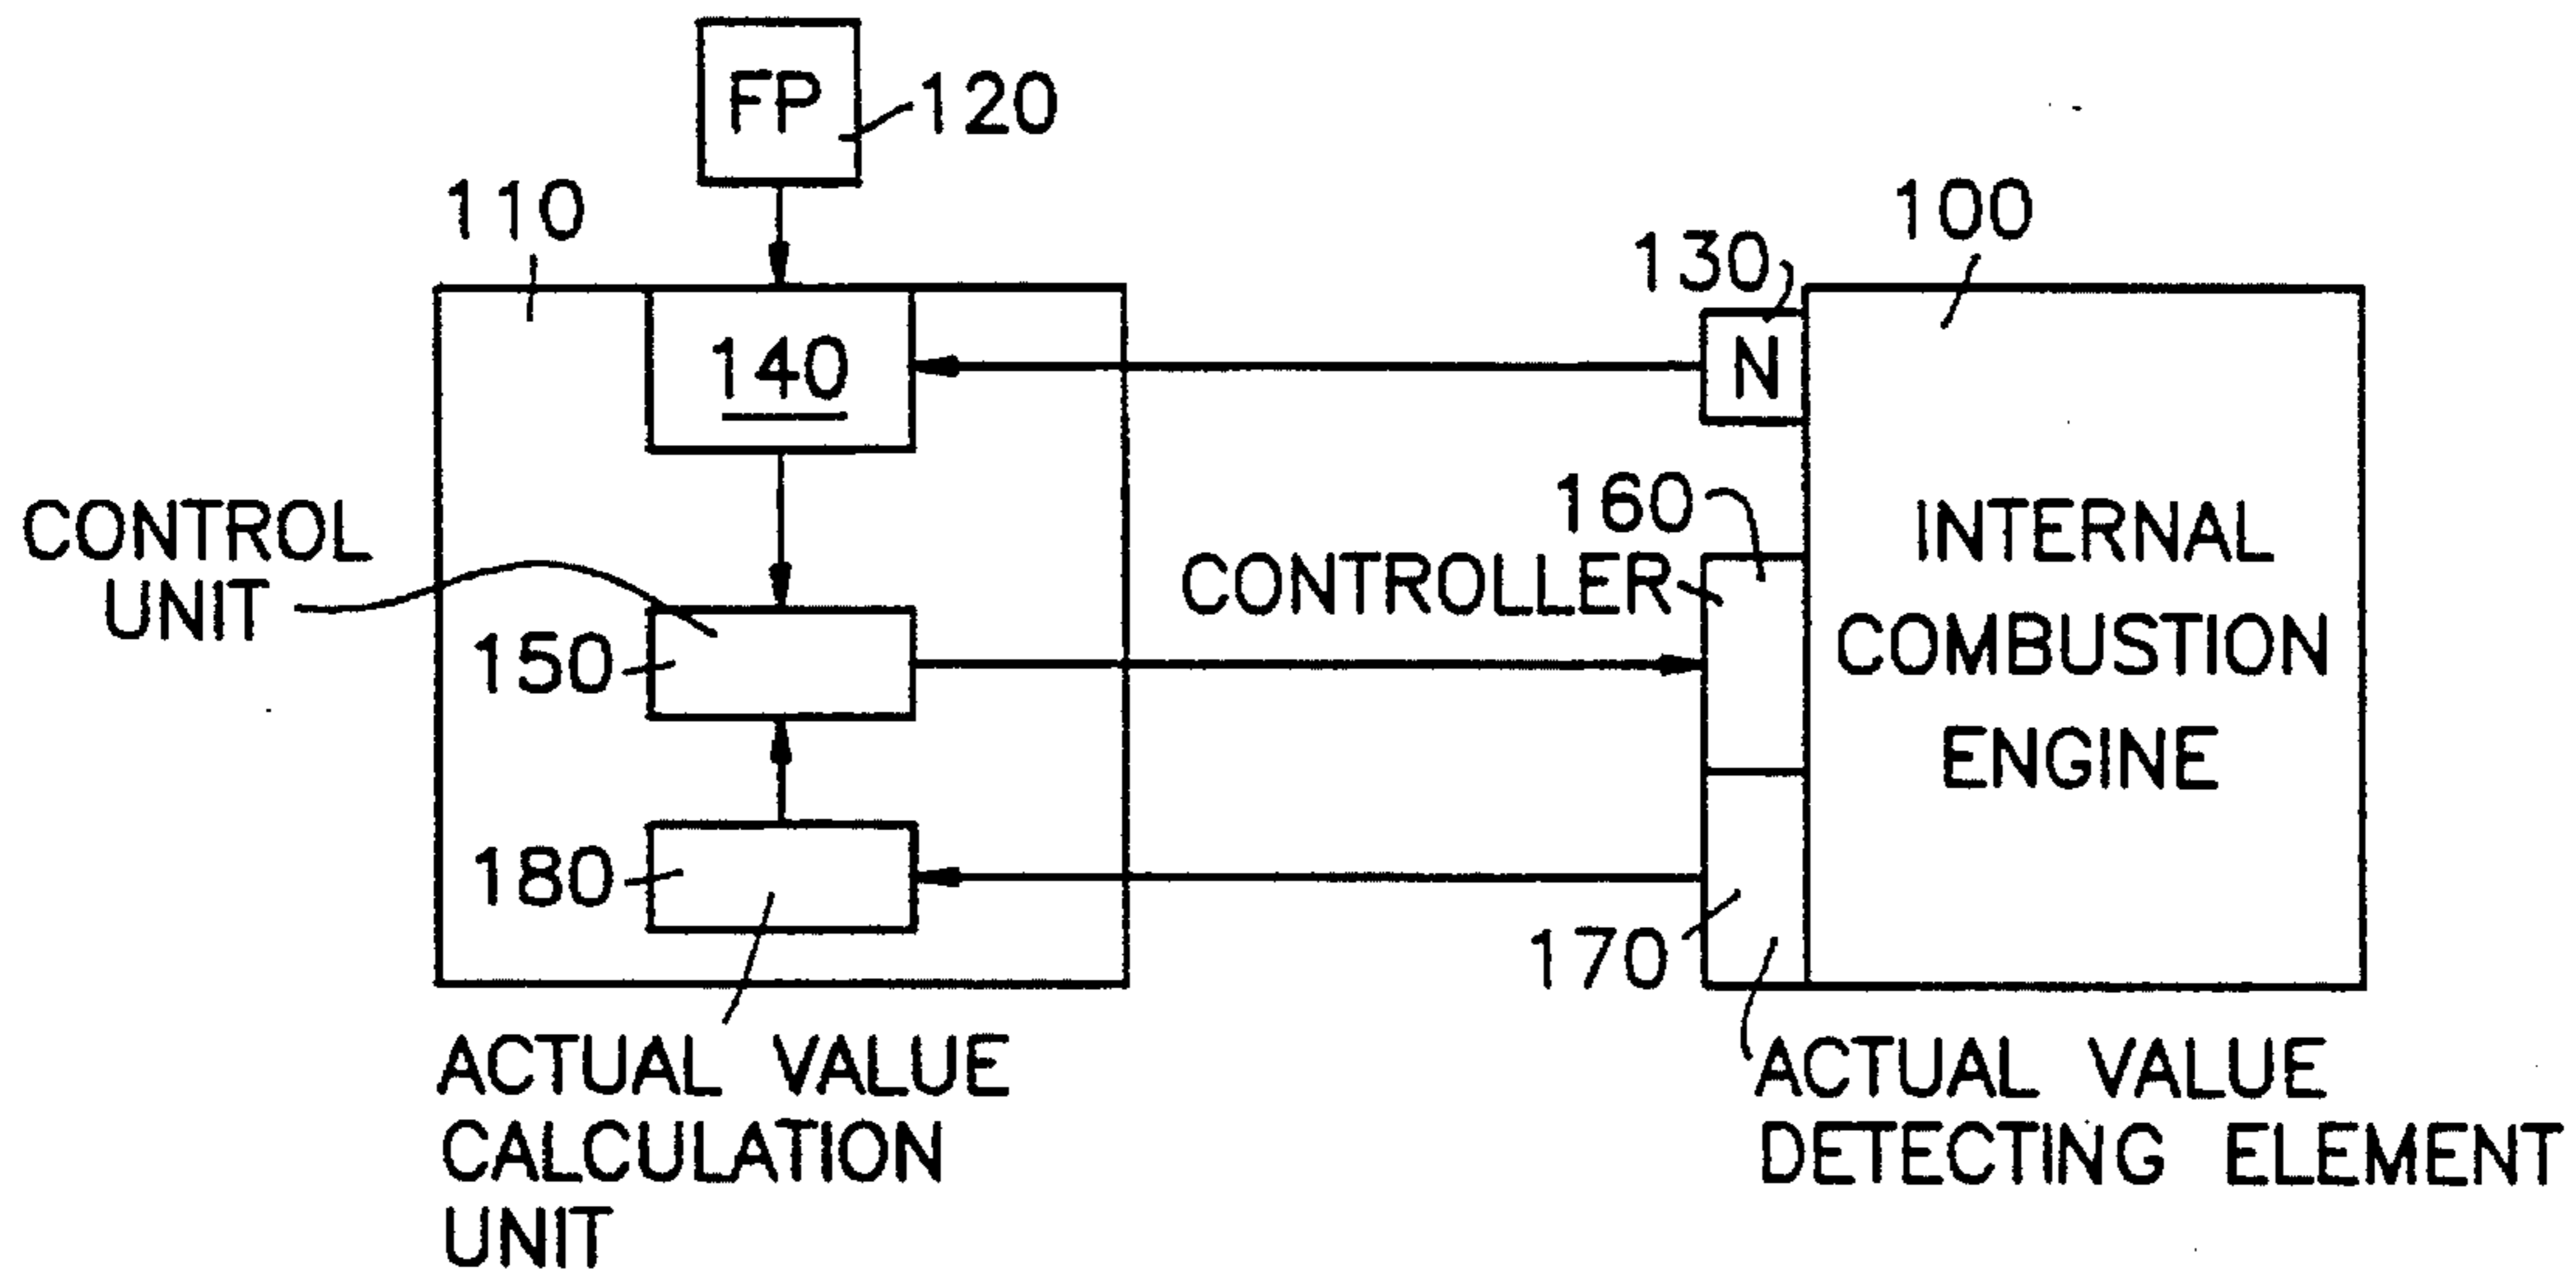 FP
120
110
100
130
N
140
CONTROL
UNIT
160
CONTROLLER
INTERNAL
COMBUSTION
ENGINE
150
180
170
ACTUAL VALUE
CALCULATION
UNIT
ACTUAL VALUE
DETECTING ELEMENT